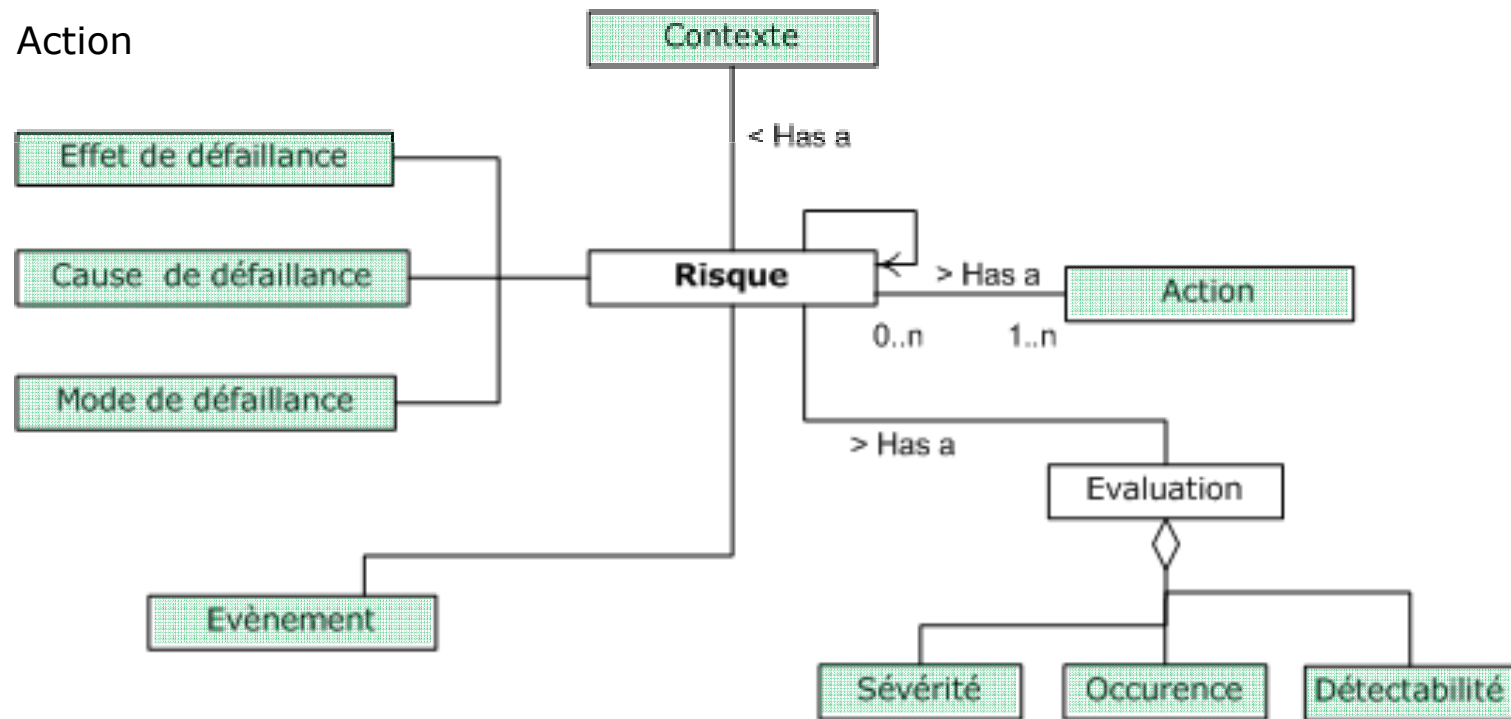 Action
Contexte
< Has a
Effet de défaillance
Cause de défaillance
Risque
> Has a
Action
0..n
1..n
Mode de défaillance
> Has a
Evaluation
Evènement
Sévérité
Occurence
Détectabilité